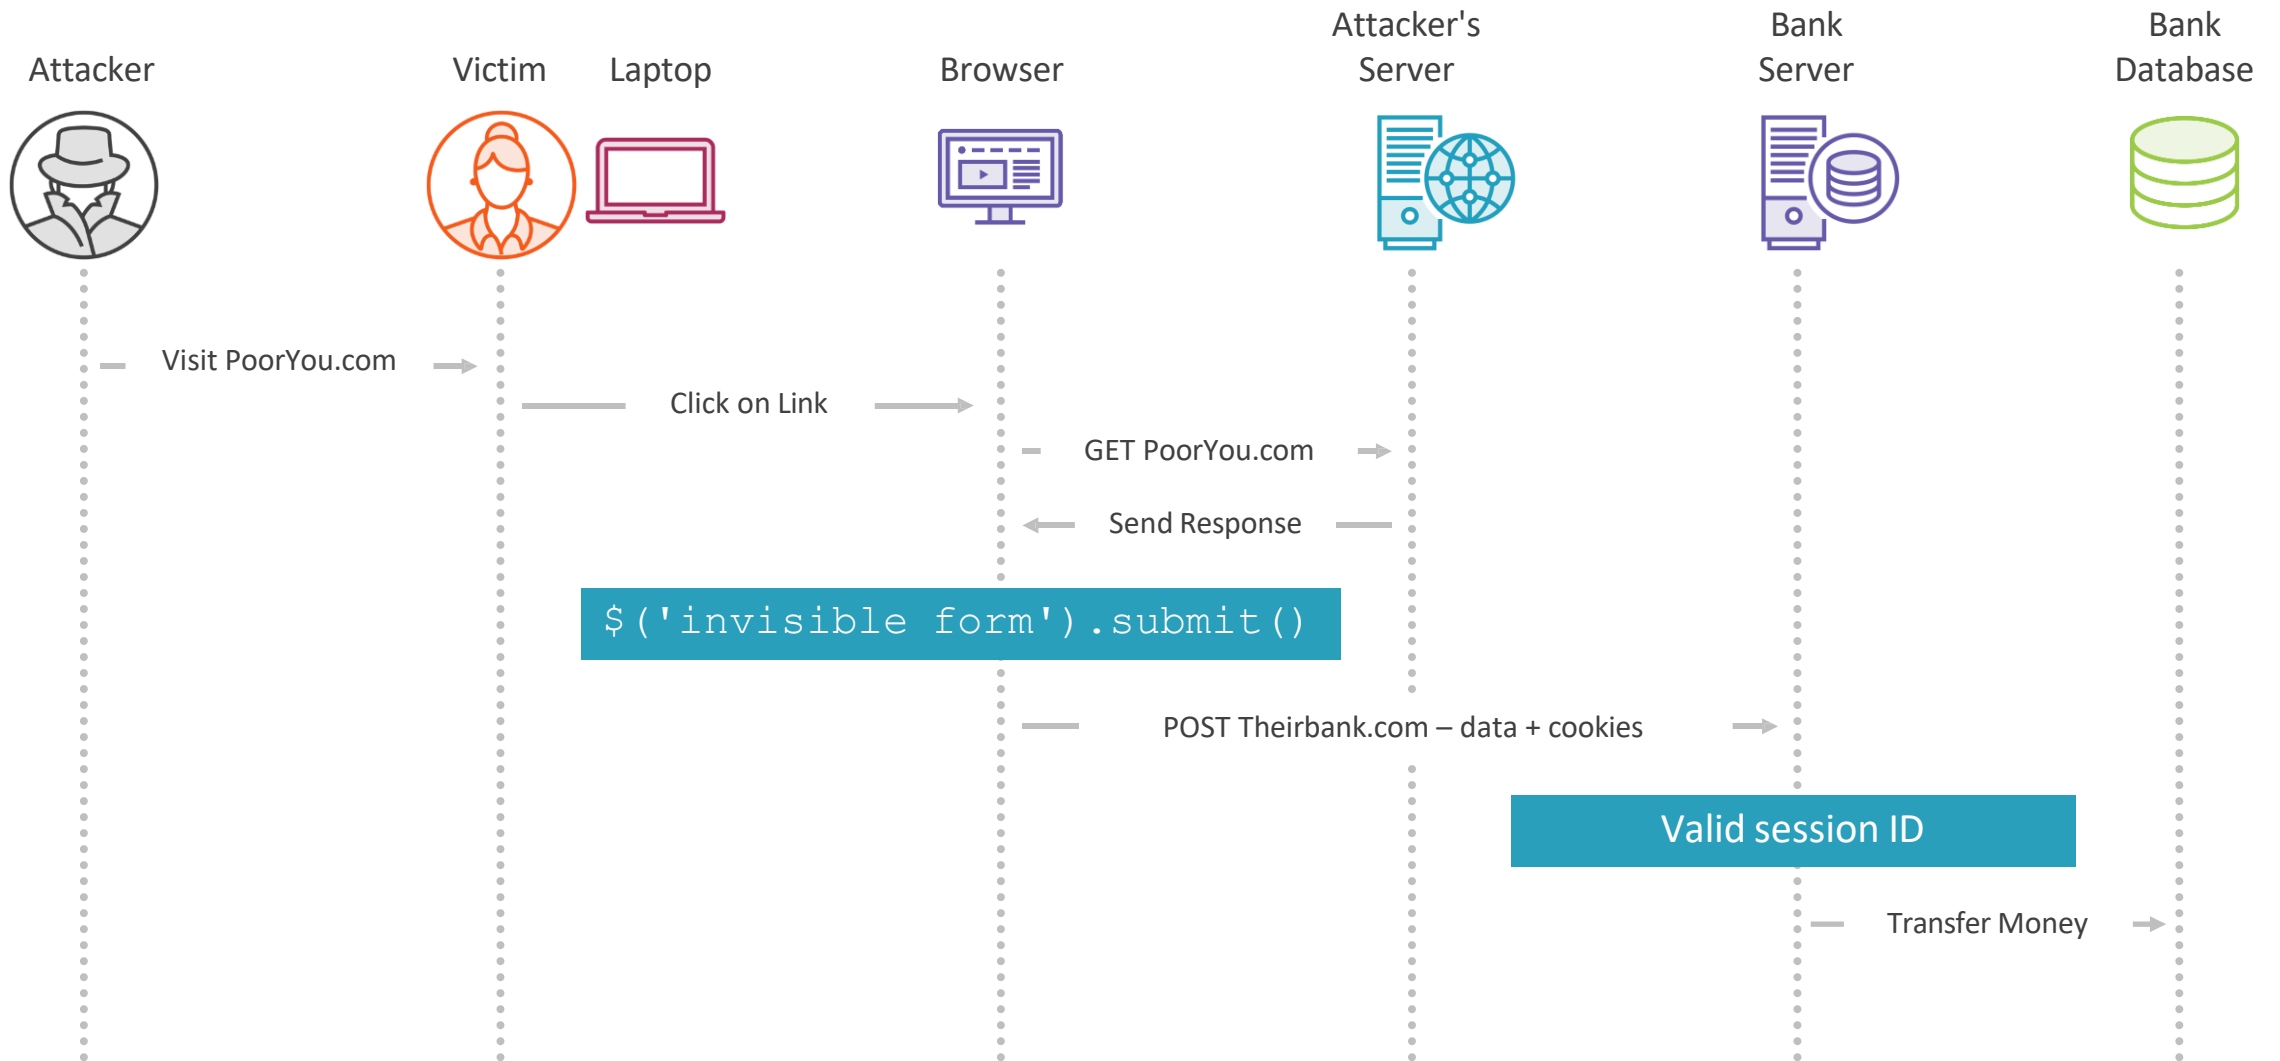 Attacker
Victim
Laptop
Browser
Attacker's
Server
Bank
Server
Bank
Database
Visit PoorYou.com
Click on Link
GET PoorYou.com
Send Response
$('invisible form').submit()
POST Theirbank.com – data + cookies
Valid session ID
Transfer Money